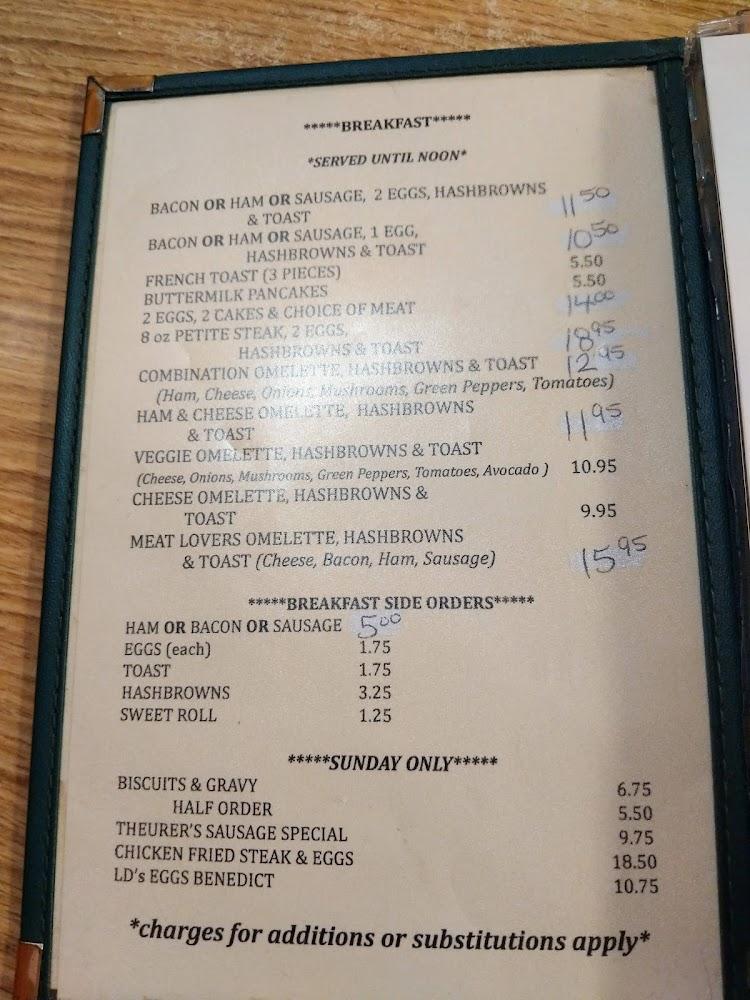 *****BREAKFAST*****
*SERVED UNTIL NOON*
BACON OR HAM OR SAUSAGE, 2 EGGS, HASHBROWNS
& TOAST 11 50
BACON OR HAM OR SAUSAGE, 1 EGG,
HASHBROWNS & TOAST 10 50
FRENCH TOAST (3 PIECES) 5.50
BUTTERMILK PANCAKES 5.50
2 EGGS, 2 CAKES & CHOICE OF MEAT 14.00
8 oz PETITE STEAK, 2 EGGS,
HASHBROWNS & TOAST 18 95
COMBINATION OMELETTE, HASHBROWNS & TOAST 12 95
(Ham, Cheese, Onions, Mushrooms, Green Peppers, Tomatoes)
HAM & CHEESE OMELETTE, HASHBROWNS
& TOAST 11 95
VEGGIE OMELETTE, HASHBROWNS & TOAST
(Cheese, Onions, Mushrooms, Green Peppers, Tomatoes, Avocado ) 10.95
CHEESE OMELETTE, HASHBROWNS &
TOAST 9.95
MEAT LOVERS OMELETTE, HASHBROWNS
& TOAST (Cheese, Bacon, Ham, Sausage) 15 95
*****BREAKFAST SIDE ORDERS*****
HAM OR BACON OR SAUSAGE 5 00
EGGS (each) 1.75
TOAST 1.75
HASHBROWNS 3.25
SWEET ROLL 1.25
*****SUNDAY ONLY*****
BISCUITS & GRAVY 6.75
HALF ORDER 5.50
THEURER'S SAUSAGE SPECIAL 9.75
CHICKEN FRIED STEAK & EGGS 18.50
LD's EGGS BENEDICT 10.75
*charges for additions or substitutions apply*